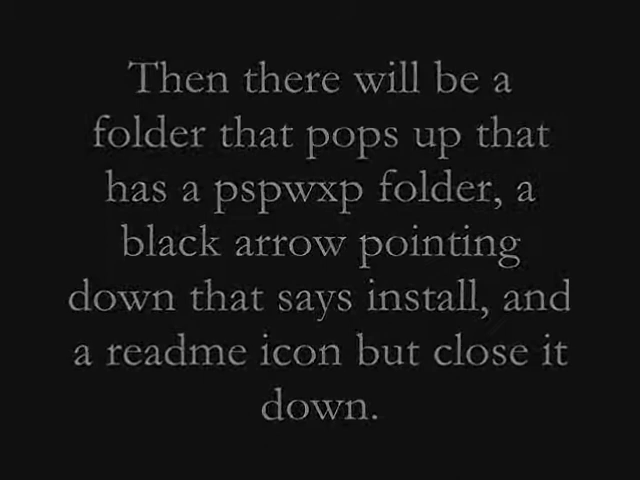 Then there will be a
folder that pops up that
has a pspwxp folder, a
black arrow pointing
down that says install, and
a readme icon but close it
down.